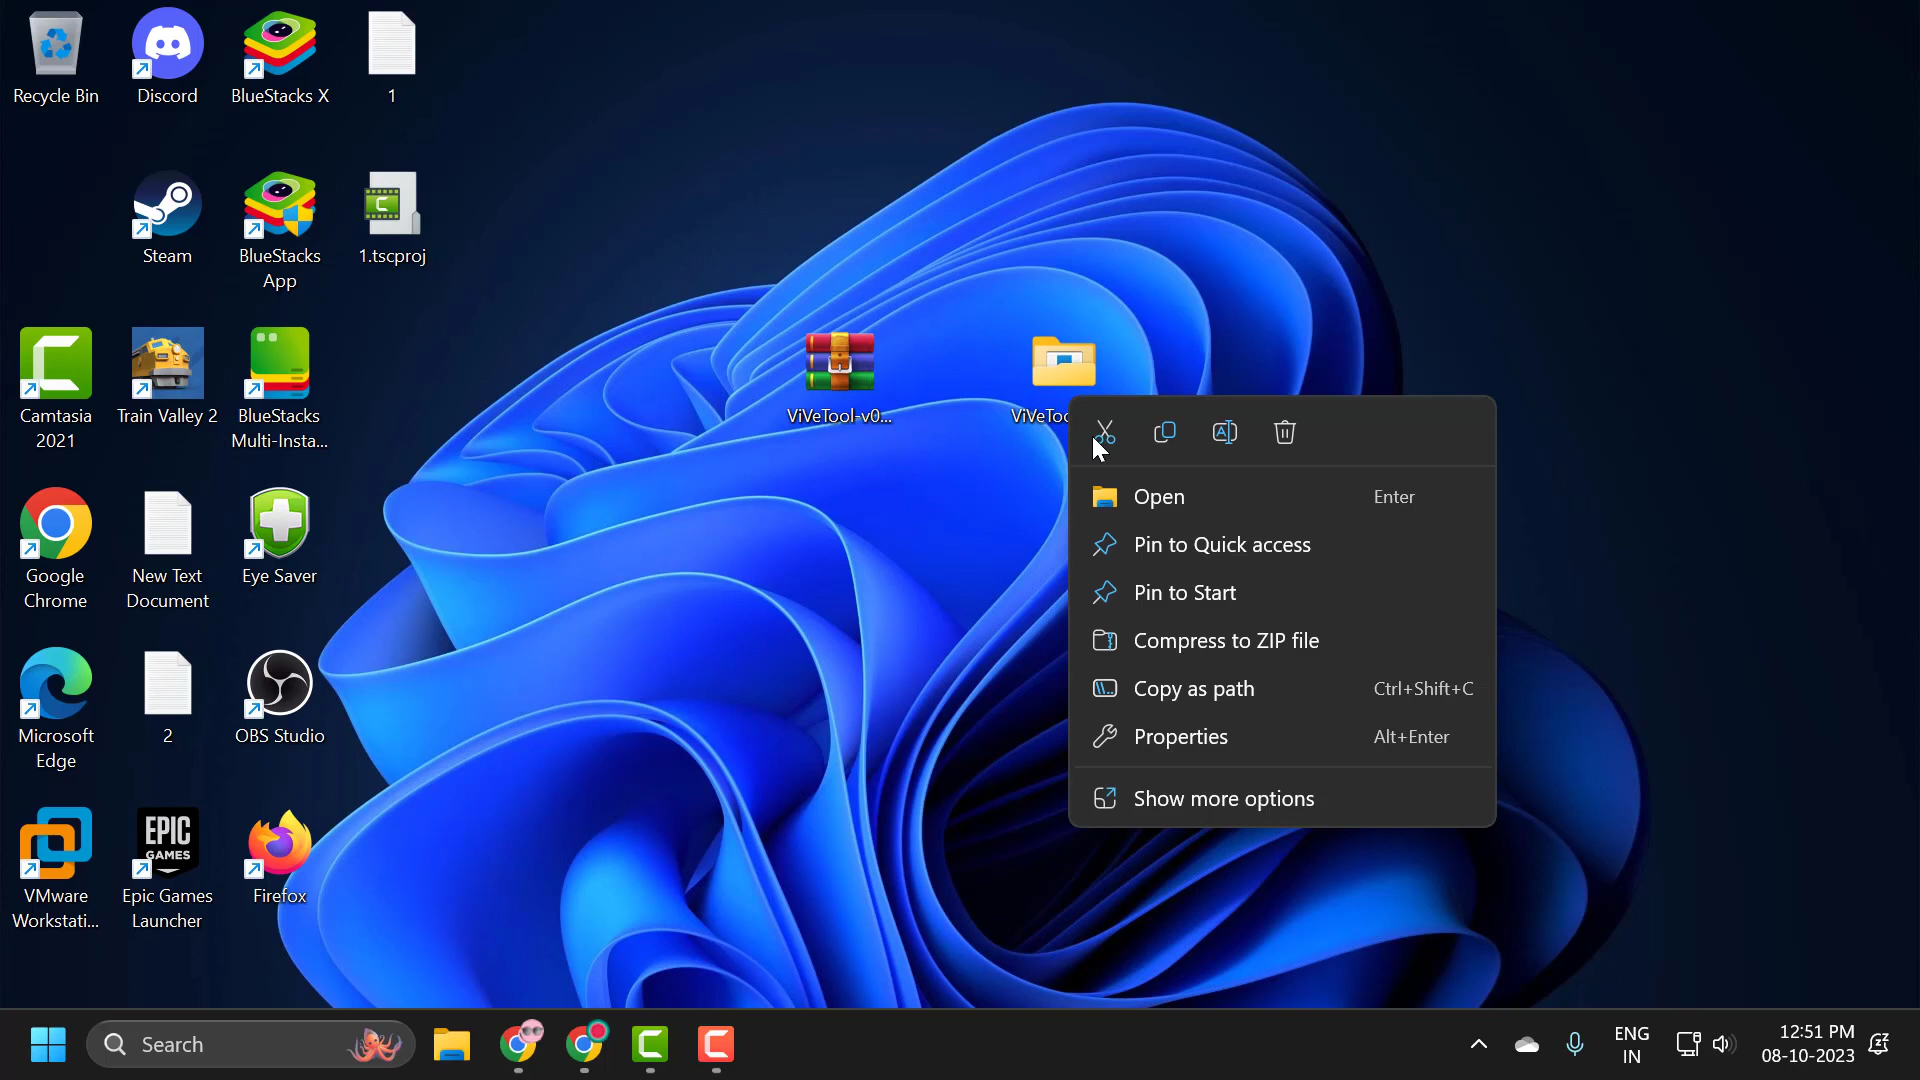 Recycle Bin
Discord
BlueStacks X
1
Steam
BlueStacks
App
1.tscproj
Camtasia
2021
Train Valley 2
BlueStacks
Multi-Insta...
ViVeTool-v0...
ViVeToo
Google
Chrome
New Text
Document
Eye Saver
Microsoft
Edge
2
OBS Studio
VMware
Workstati...
EPIC
GAMES
Epic Games
Launcher
Firefox
Open Enter
Pin to Quick access
Pin to Start
Compress to ZIP file
Copy as path Ctrl+Shift+C
Properties Alt+Enter
Show more options
Search
ENG
IN
12:51 PM
08-10-2023